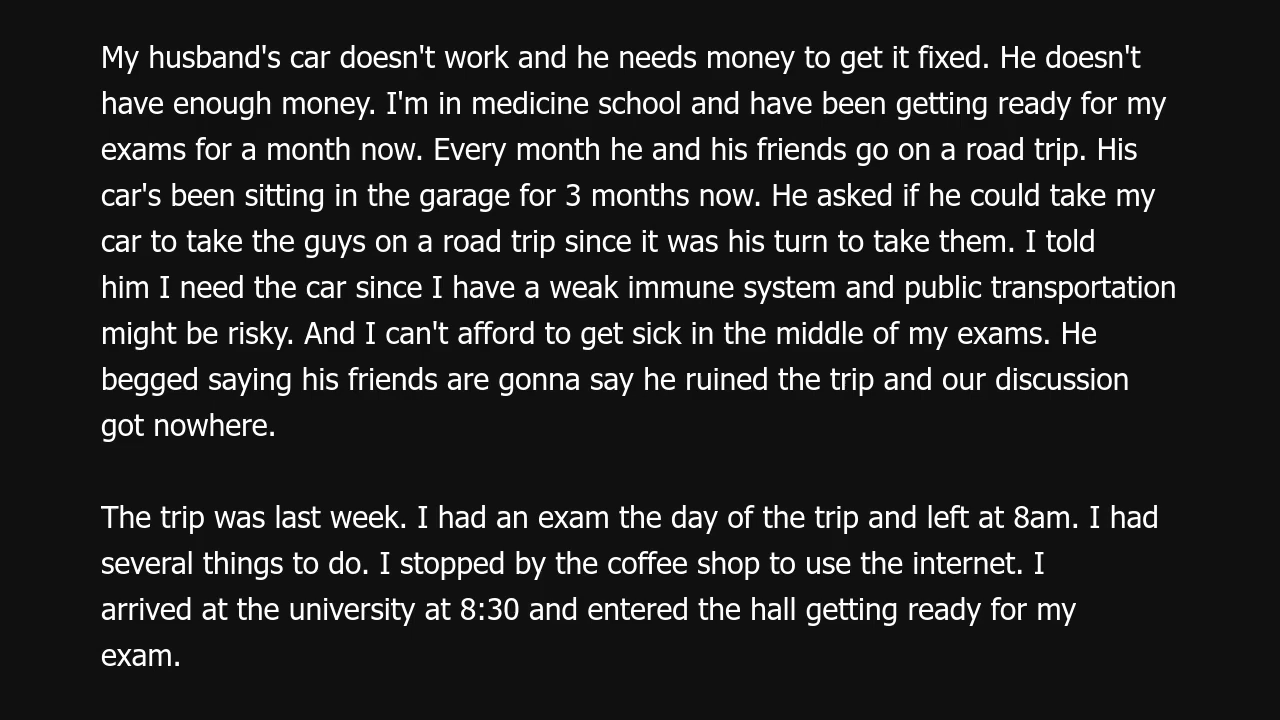 My husband's car doesn't work and he needs money to get it fixed. He doesn't
have enough money. I'm in medicine school and have been getting ready for my
exams for a month now. Every month he and his friends go on a road trip. His
car's been sitting in the garage for 3 months now. He asked if he could take my
car to take the guys on a road trip since it was his turn to take them. I told
him I need the car since I have a weak immune system and public transportation
might be risky. And I can't afford to get sick in the middle of my exams. He
begged saying his friends are gonna say he ruined the trip and our discussion
got nowhere.
The trip was last week. I had an exam the day of the trip and left at 8am. I had
several things to do. I stopped by the coffee shop to use the internet. I
arrived at the university at 8:30 and entered the hall getting ready for my
exam.